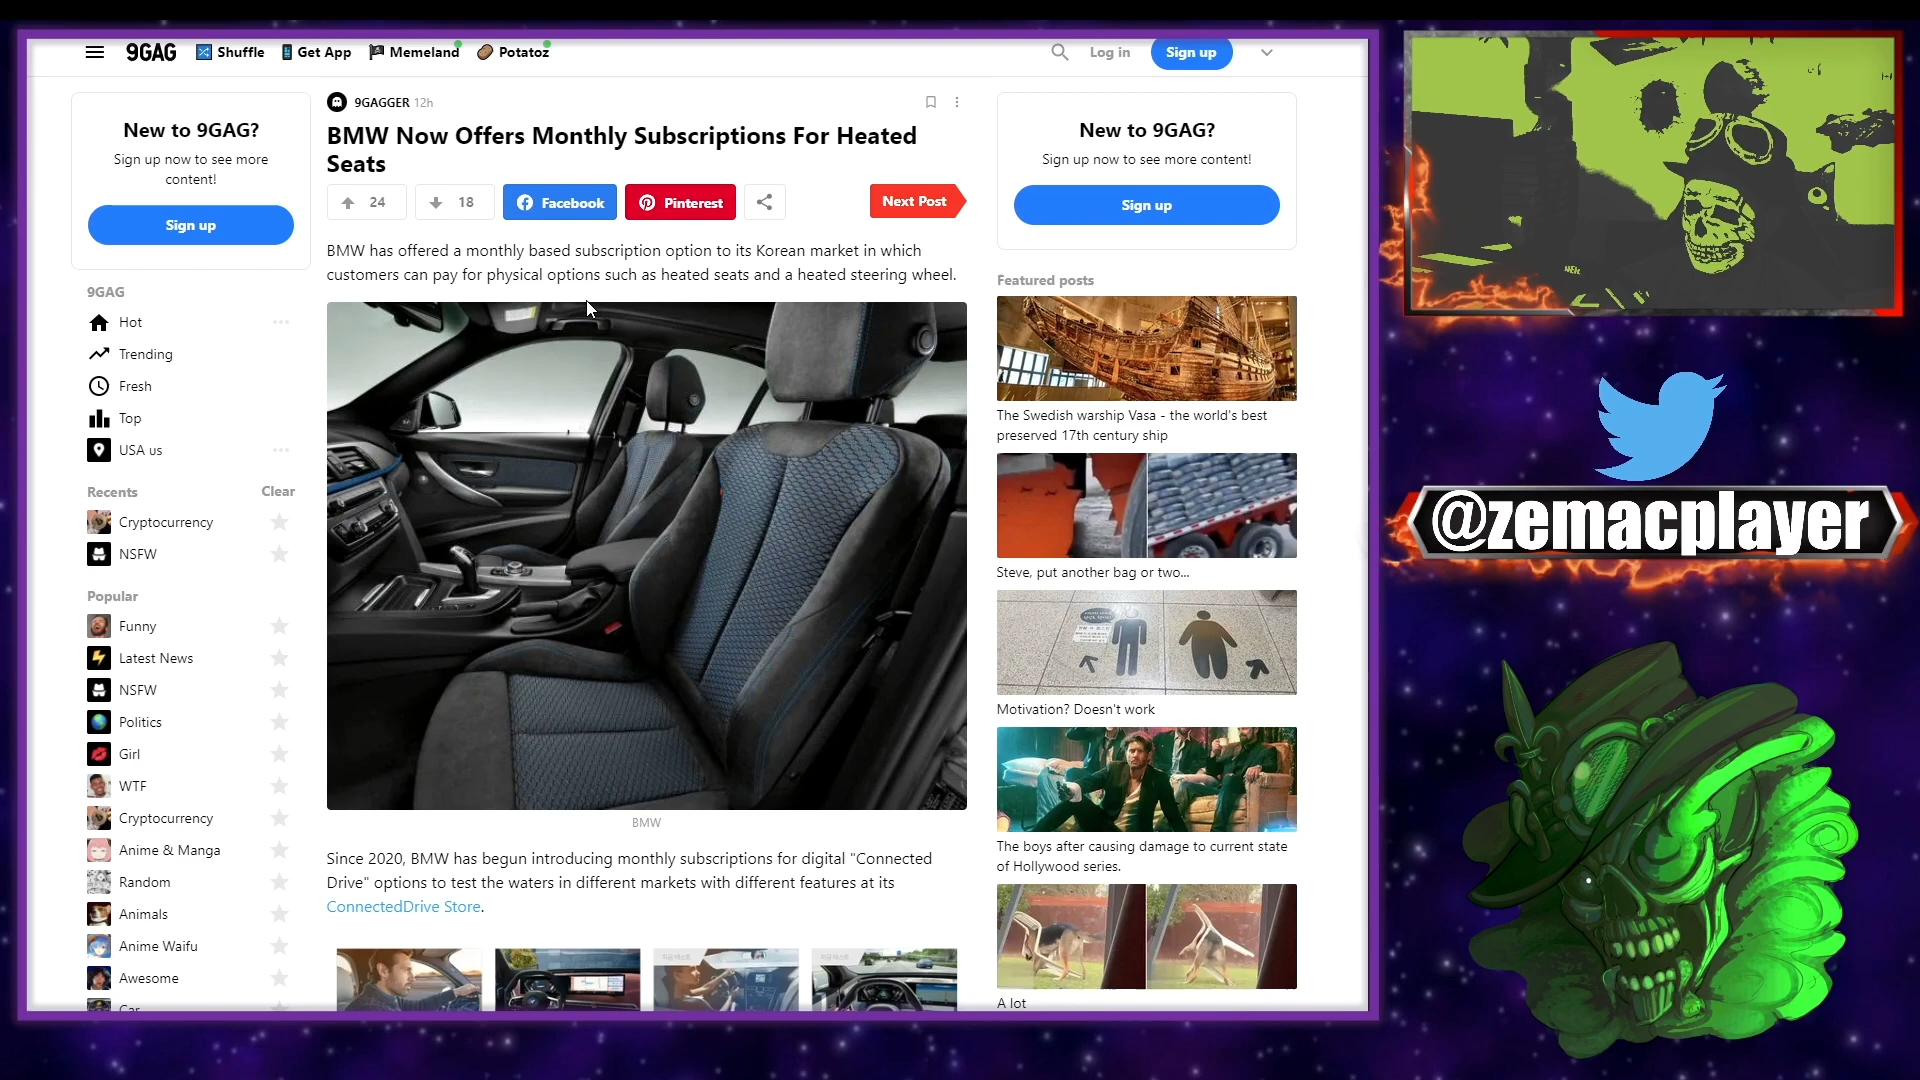 9GAG
Shuffle
Get App
Memeland
Potatoz
Log in
Sign up
New to 9GAG?
Sign up now to see more
content!
Sign up
9GAG
Hot
Trending
Fresh
Top
USA us
Recents
Clear
Cryptocurrency
NSFW
Popular
Funny
Latest News
NSFW
Politics
Girl
WTF
Cryptocurrency
Anime & Manga
Random
Animals
Anime Waifu
Awesome
Car
9GAGGER 12h
BMW Now Offers Monthly Subscriptions For Heated
Seats
24
18
Facebook
Pinterest
Next Post
BMW has offered a monthly based subscription option to its Korean market in which
customers can pay for physical options such as heated seats and a heated steering wheel.
BMW
Since 2020, BMW has begun introducing monthly subscriptions for digital "Connected
Drive" options to test the waters in different markets with different features at its
ConnectedDrive Store.
New to 9GAG?
Sign up now to see more content!
Sign up
Featured posts
The Swedish warship Vasa - the world's best
preserved 17th century ship
Steve, put another bag or two...
Motivation? Doesn't work
The boys after causing damage to current state
of Hollywood series.
A lot
@zemacplayer